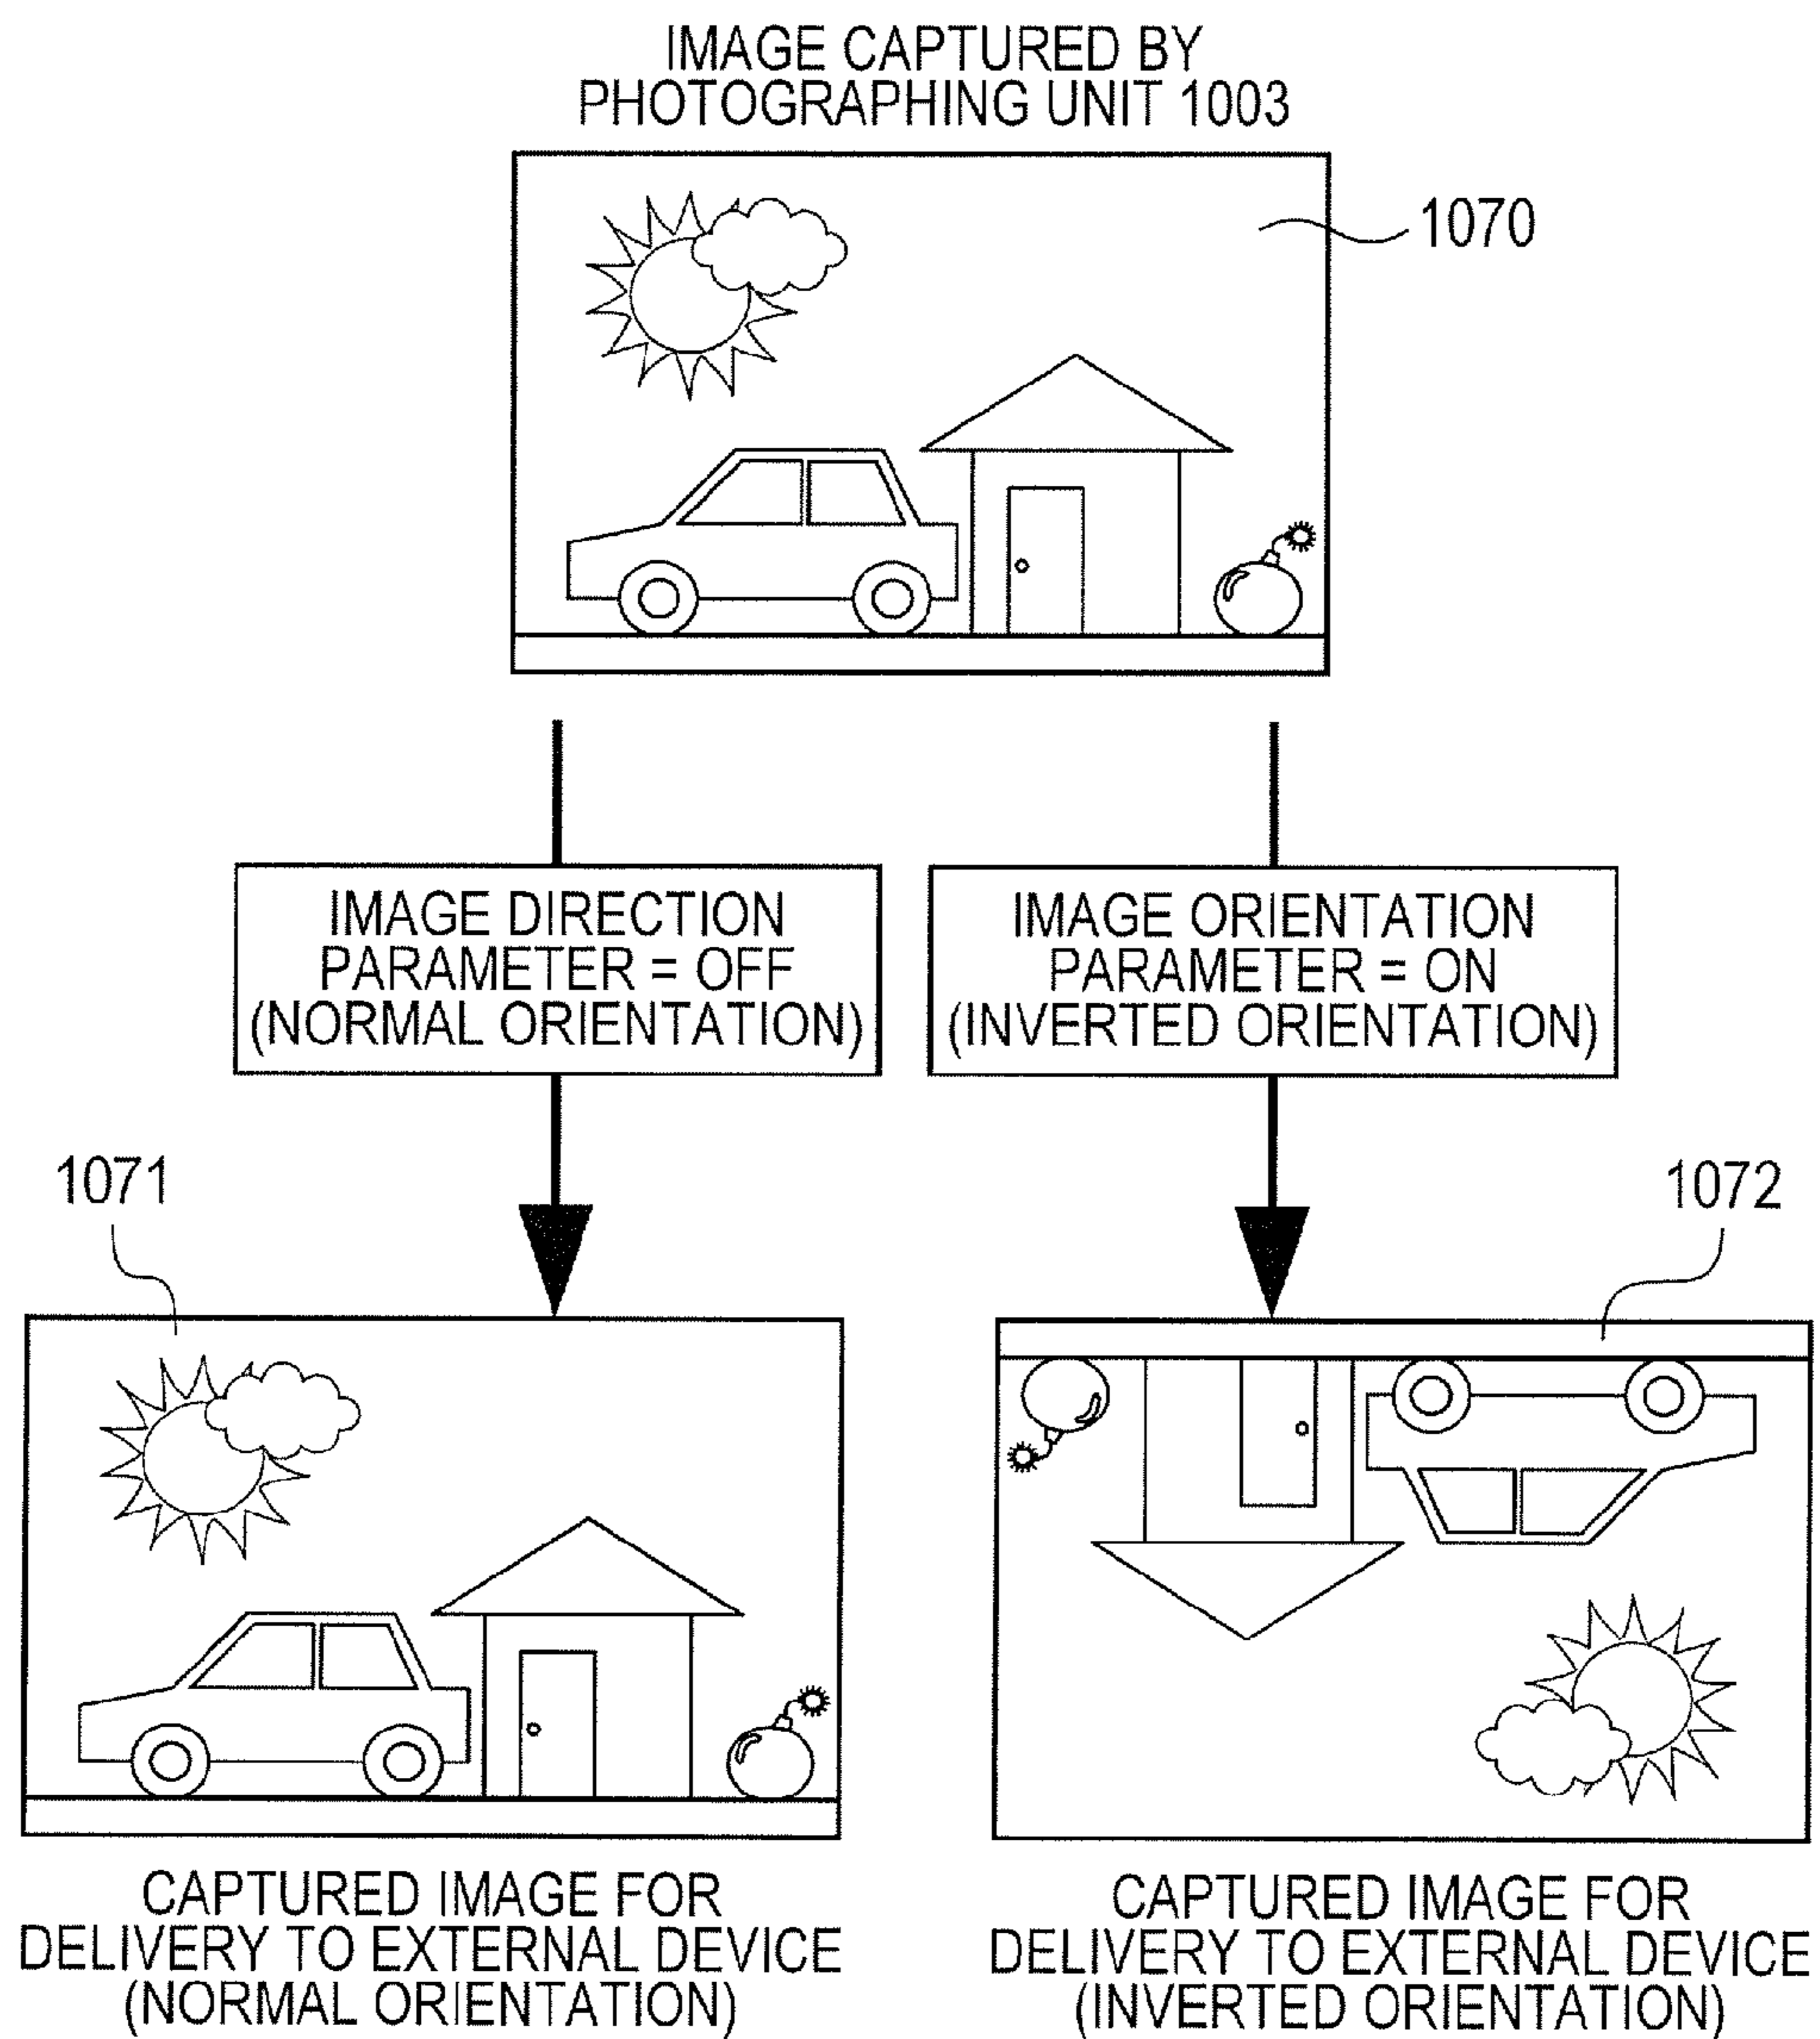 IMAGE CAPTURED BY
PHOTOGRAPHING UNIT 1003
1070
IMAGE DIRECTION
PARAMETER = OFF
(NORMAL ORIENTATION)
IMAGE ORIENTATION
PARAMETER = ON
(INVERTED ORIENTATION)
1071
1072
CAPTURED IMAGE FOR
DELIVERY TO EXTERNAL DEVICE
(NORMAL ORIENTATION)
CAPTURED IMAGE FOR
DELIVERY TO EXTERNAL DEVICE
(INVERTED ORIENTATION)